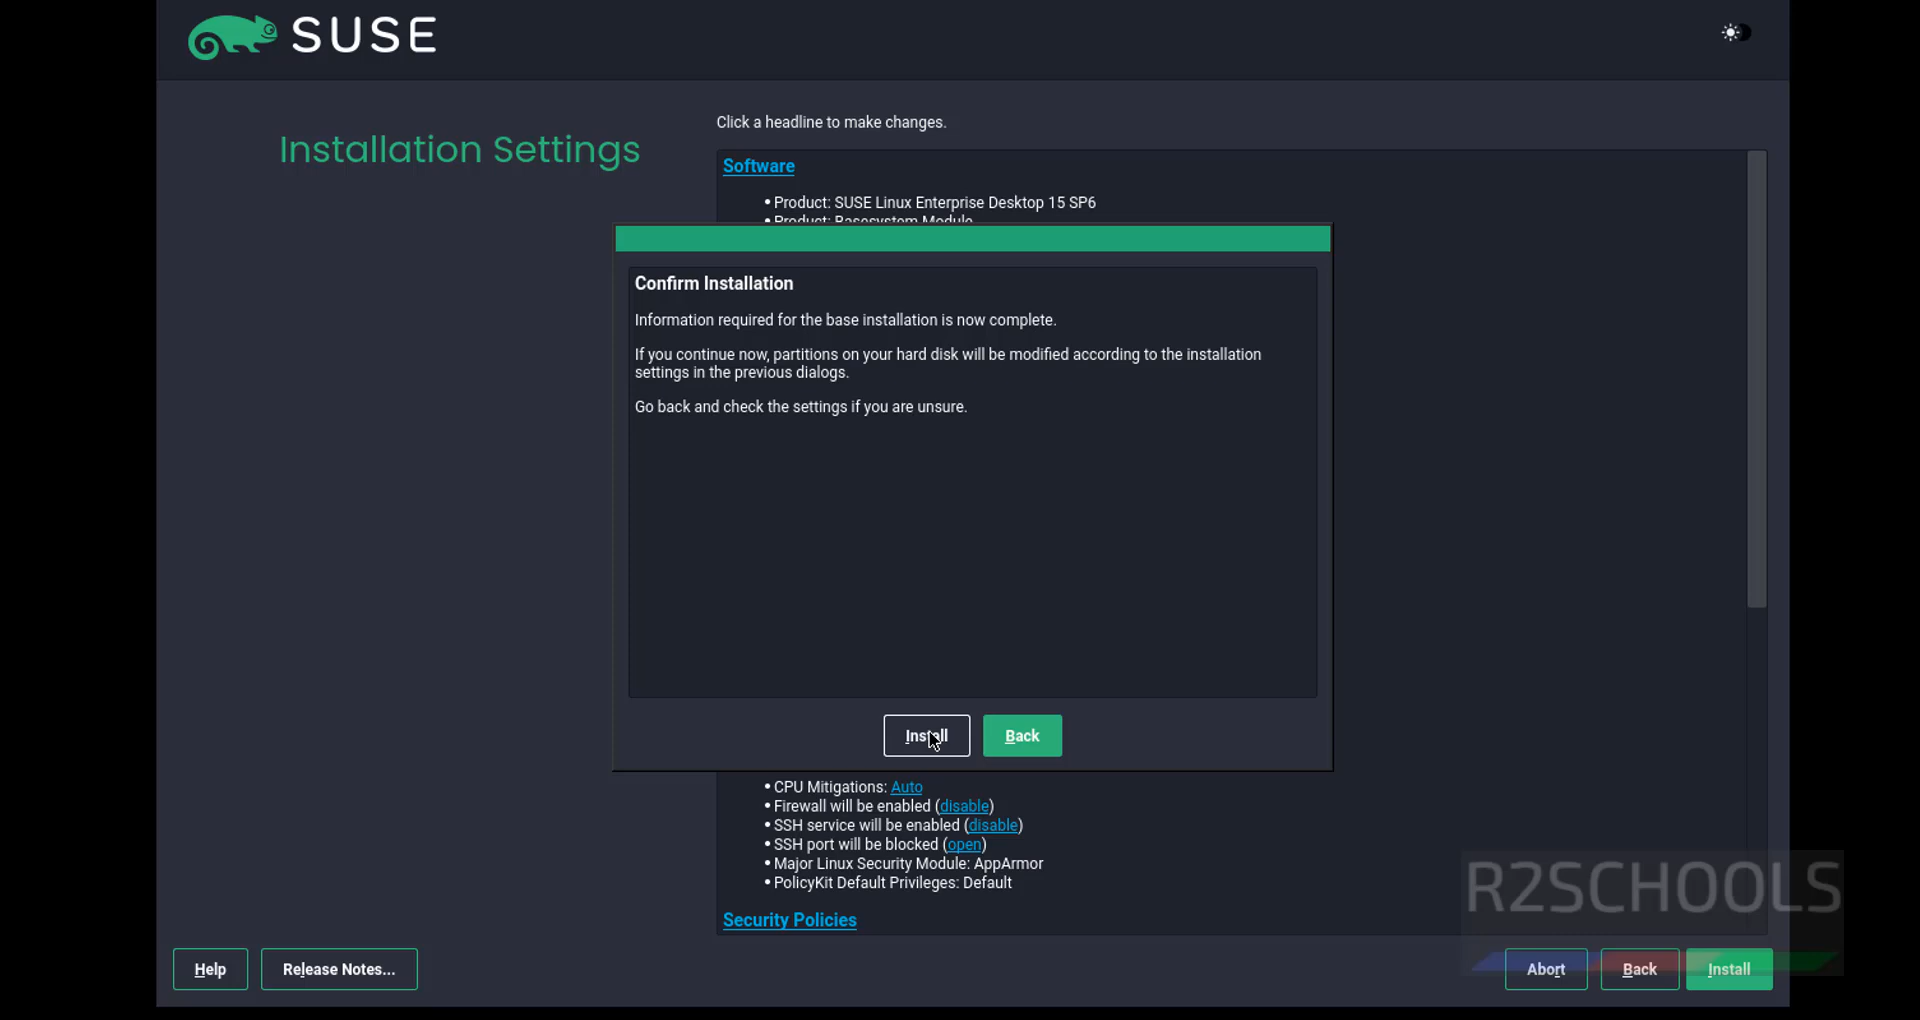 SUSE
Installation Settings
Click a headline to make changes.
Software
• Product: SUSE Linux Enterprise Desktop 15 SP6
• Product: Basesystem Module
Confirm Installation
Information required for the base installation is now complete.
If you continue now, partitions on your hard disk will be modified according to the installation
settings in the previous dialogs.
Go back and check the settings if you are unsure.
Install
Back
• CPU Mitigations: Auto
• Firewall will be enabled (disable)
• SSH service will be enabled (disable)
• SSH port will be blocked (open)
• Major Linux Security Module: AppArmor
• PolicyKit Default Privileges: Default
Security Policies
R2SCHOOLS
Help
Release Notes...
Abort
Back
Install